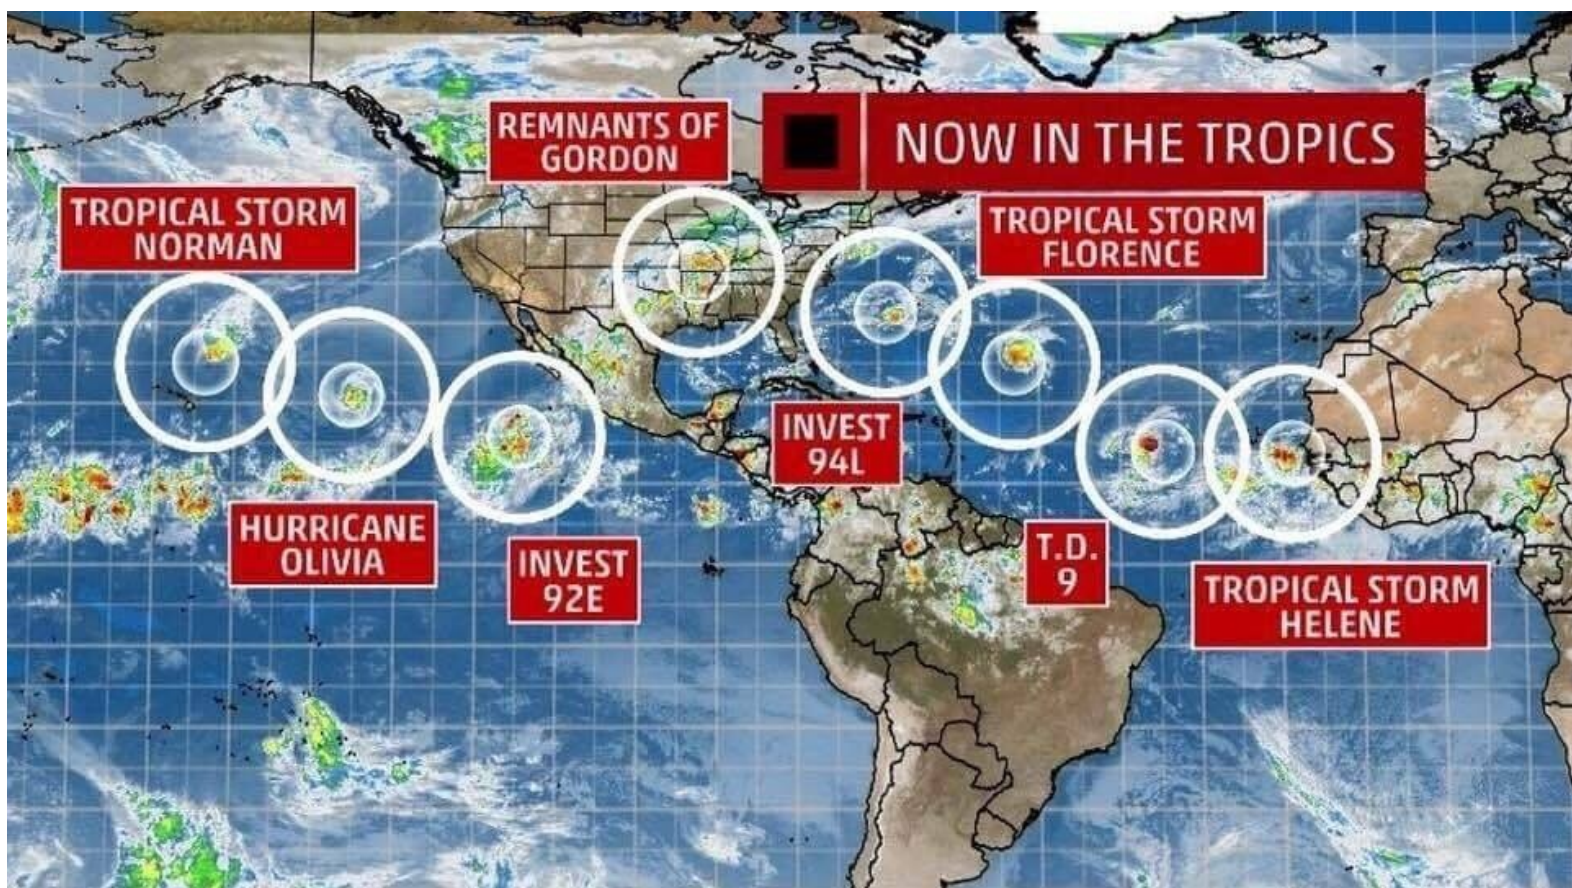 REMNANTS OF
GORDON
NOW IN THE TROPICS
TROPICAL STORM
NORMAN
TROPICAL STORM
FLORENCE
INVEST
94L
HURRICANE
OLIVIA
INVEST
92E
T.D.
9
TROPICAL STORM
HELENE